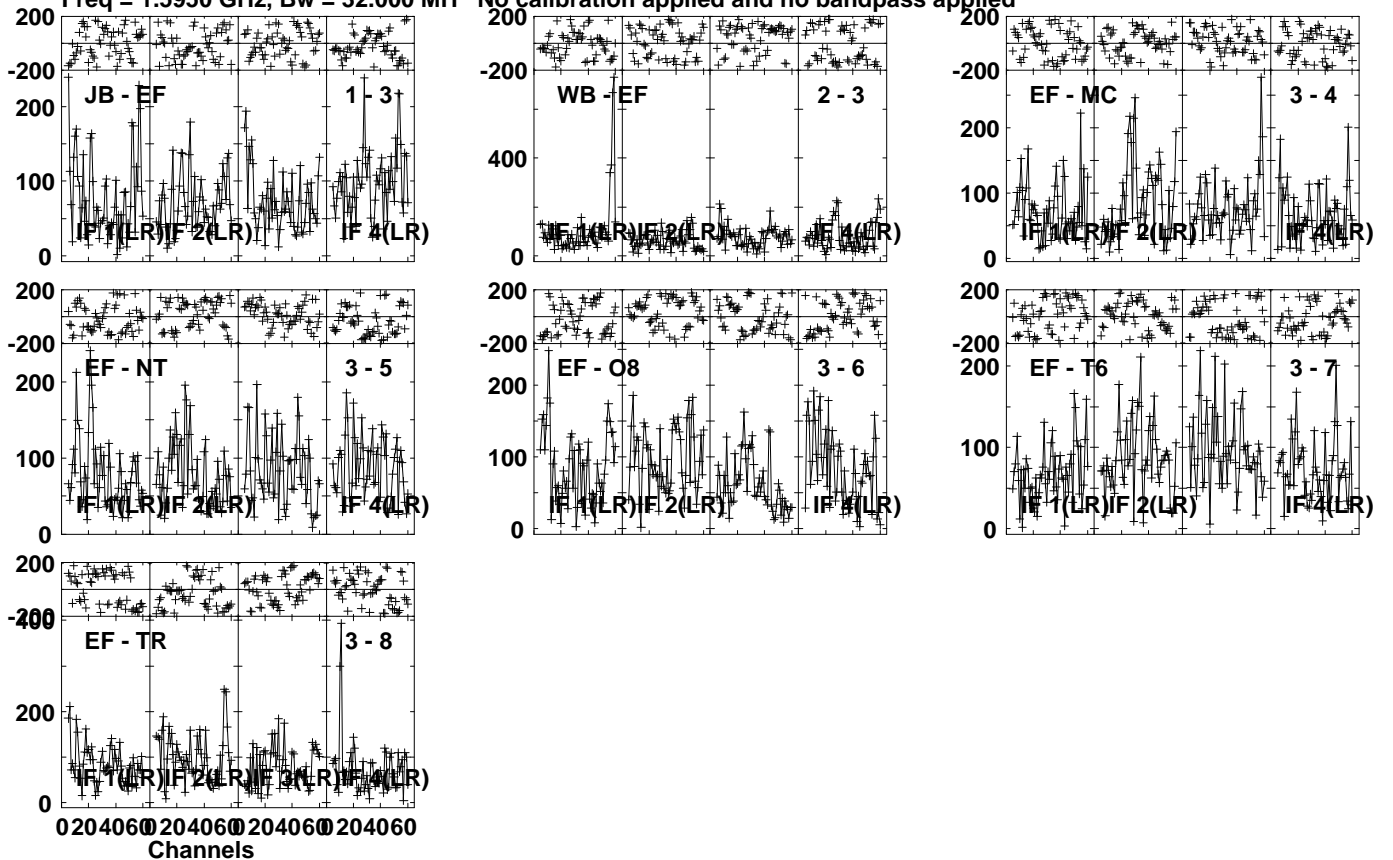 Freq = 1.5950 GHz, Bw = 32.000 MH No calibration applied and no bandpass applied
200
-200
JB - EF 1 - 3
200
100
0
IF 1(LR) IF 2(LR) IF 4(LR)
200
-200
WB - EF 2 - 3
400
0
IF 1(LR) IF 2(LR) IF 4(LR)
200
-200
EF - MC 3 - 4
200
100
0
IF 1(LR) IF 2(LR) IF 4(LR)
200
-200
EF - NT 3 - 5
200
100
0
IF 1(LR) IF 2(LR) IF 4(LR)
200
-200
EF - O8 3 - 6
200
100
0
IF 1(LR) IF 2(LR) IF 4(LR)
200
-200
EF - T6 3 - 7
200
100
0
IF 1(LR) IF 2(LR) IF 4(LR)
200
-200
400
EF - TR 3 - 8
200
0
IF 1(LR) IF 2(LR) IF 3(LR) IF 4(LR)
0 20 40 60 0 20 40 60 0 20 40 60 0 20 40 60
Channels